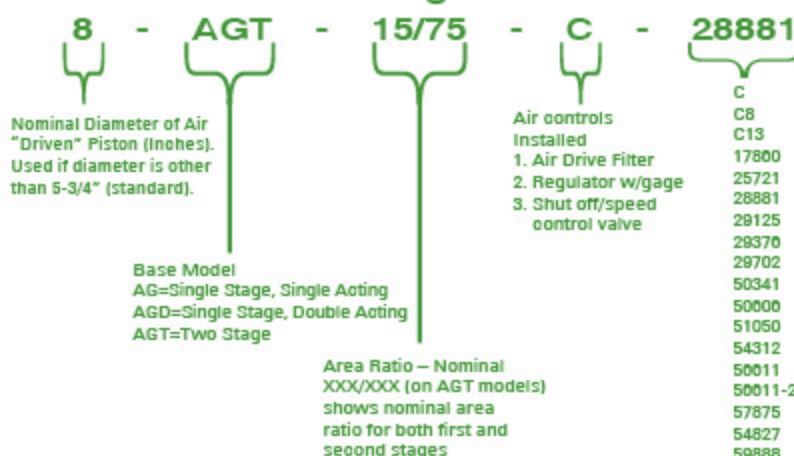 8 - AGT - 15/75 - C - 28881
Nominal Diameter of Air
"Driven" Piston (Inches).
Used if diameter is other
than 5-3/4" (standard).
Base Model
AG=Single Stage, Single Acting
AGD=Single Stage, Double Acting
AGT=Two Stage
Area Ratio – Nominal
XXX/XXX (on AGT models)
shows nominal area
ratio for both first and
second stages
Air controls
Installed
1. Air Drive Filter
2. Regulator w/gage
3. Shut off/speed
control valve
C
C8
C13
17800
25721
28881
29125
29376
29702
50341
51050
54312
57875
54827